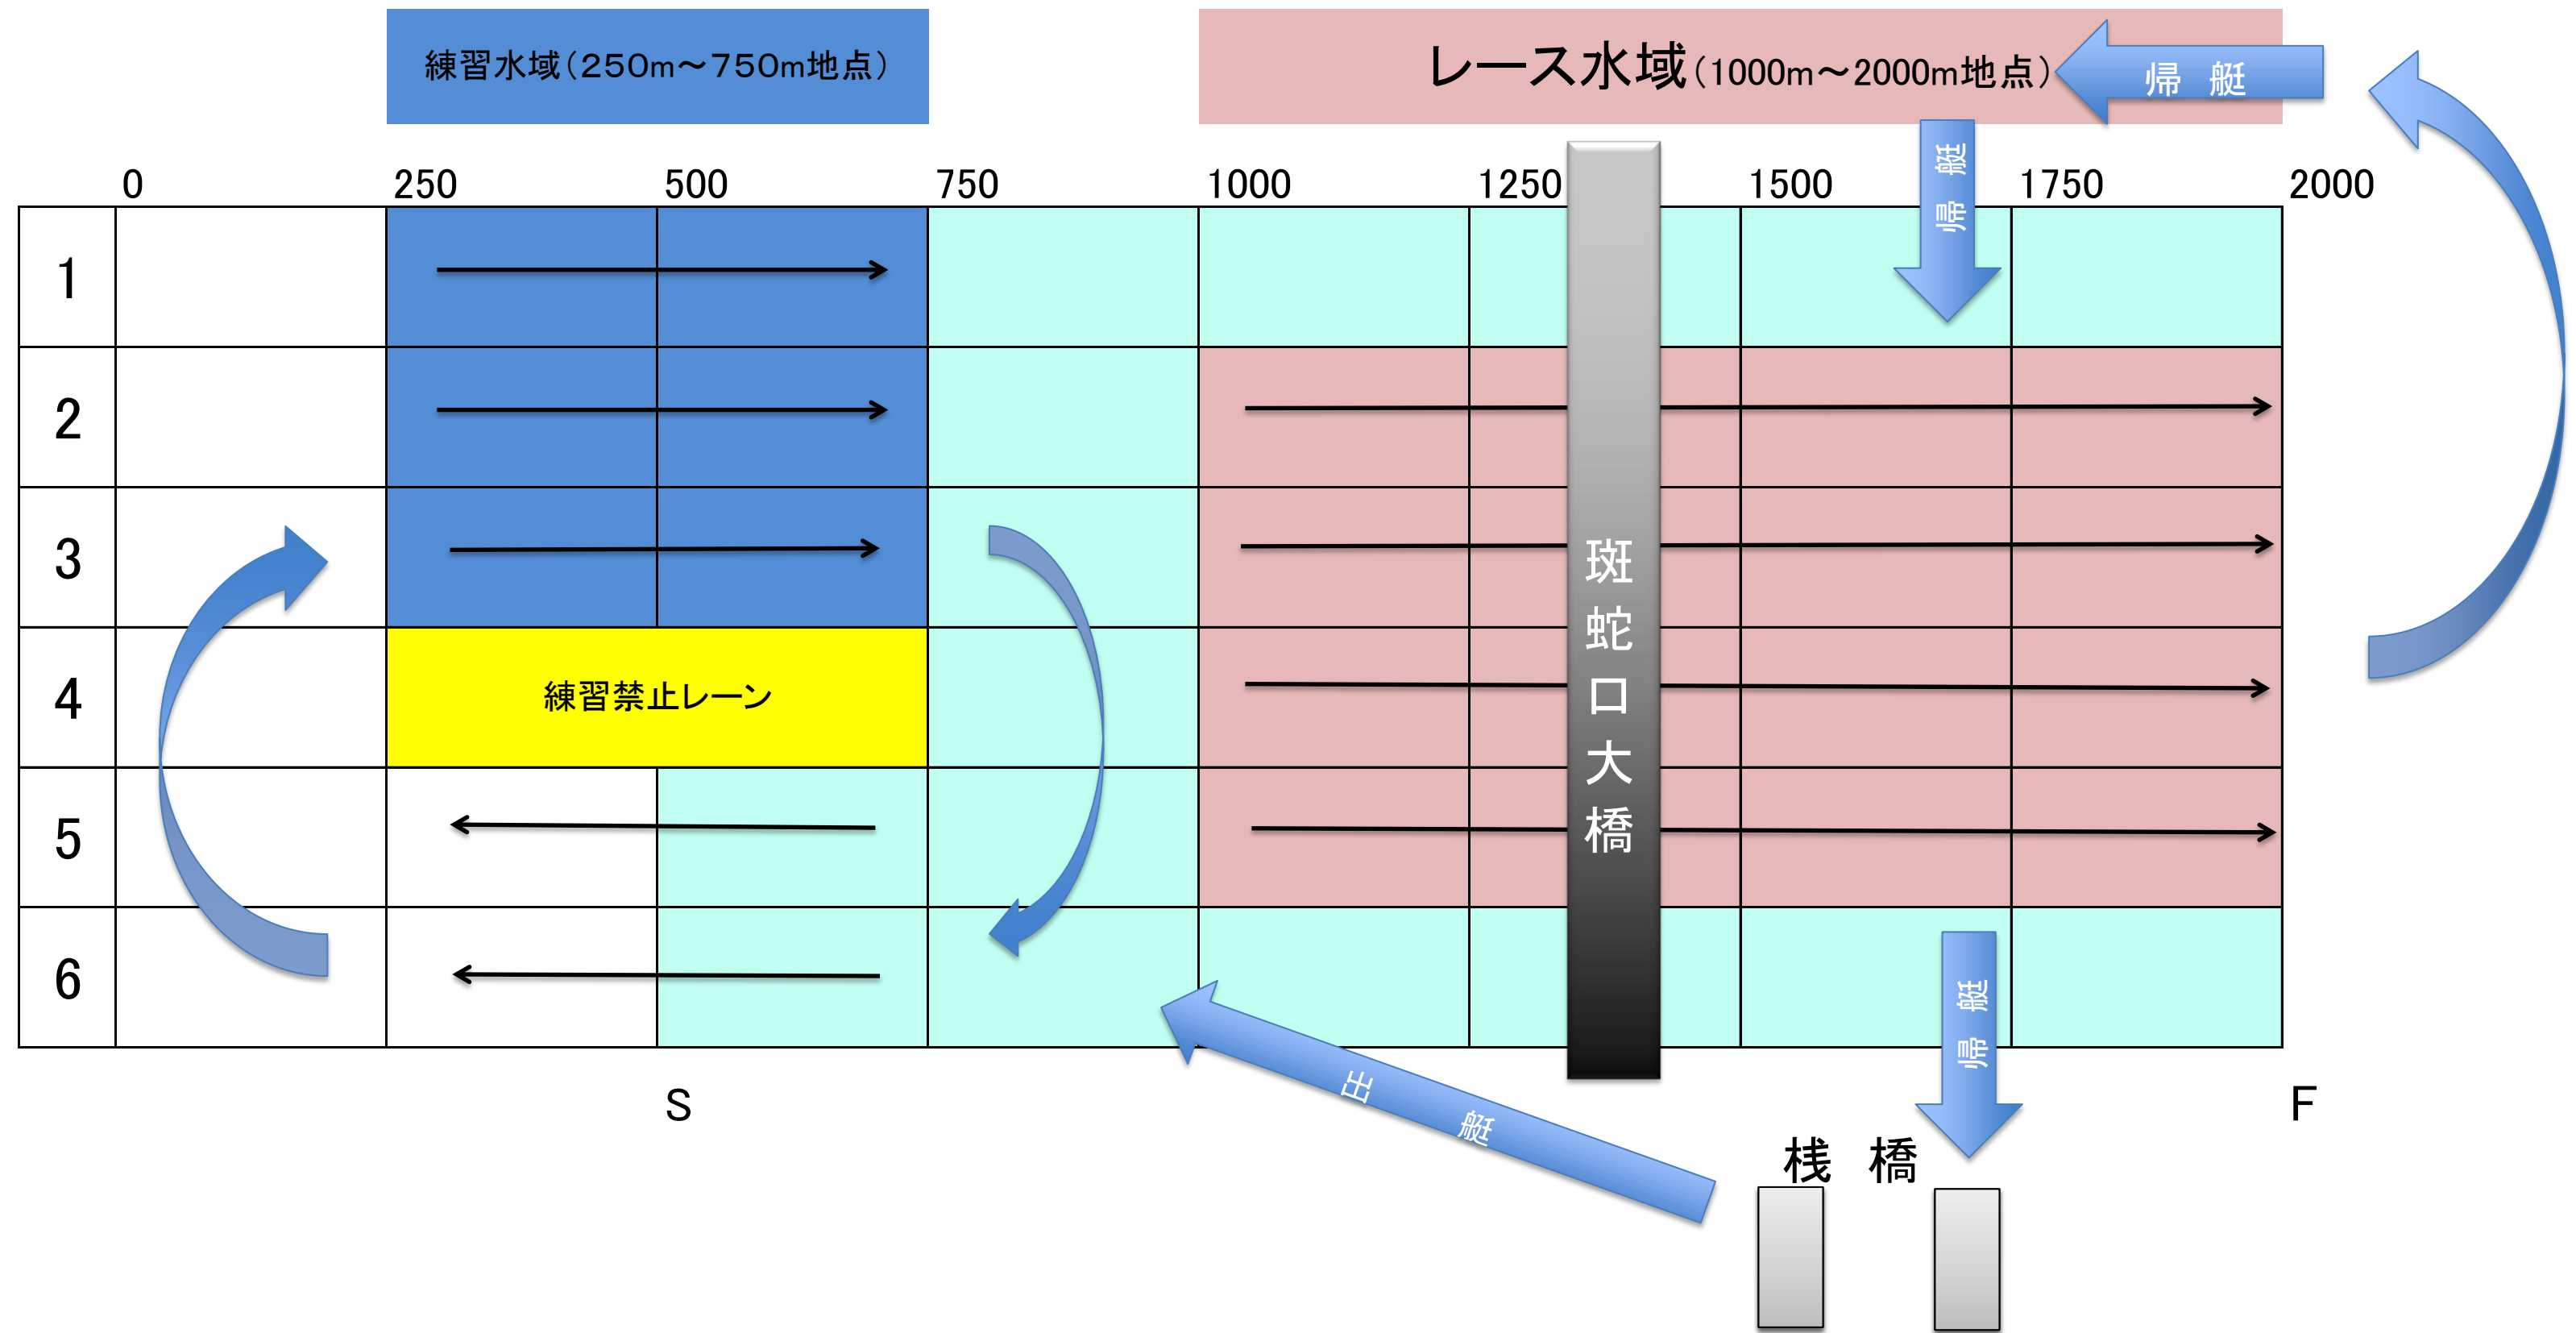 練習水域(250m～750m地点)
レース水域(1000m～2000m地点)
帰 艇
0 250 500 750 1000 1250 1500 1750 2000
帰 艇
1
2
3
4
練習禁止レーン
5
6
斑蛇口大橋
帰 艇
出 艇
S
F
桟 橋